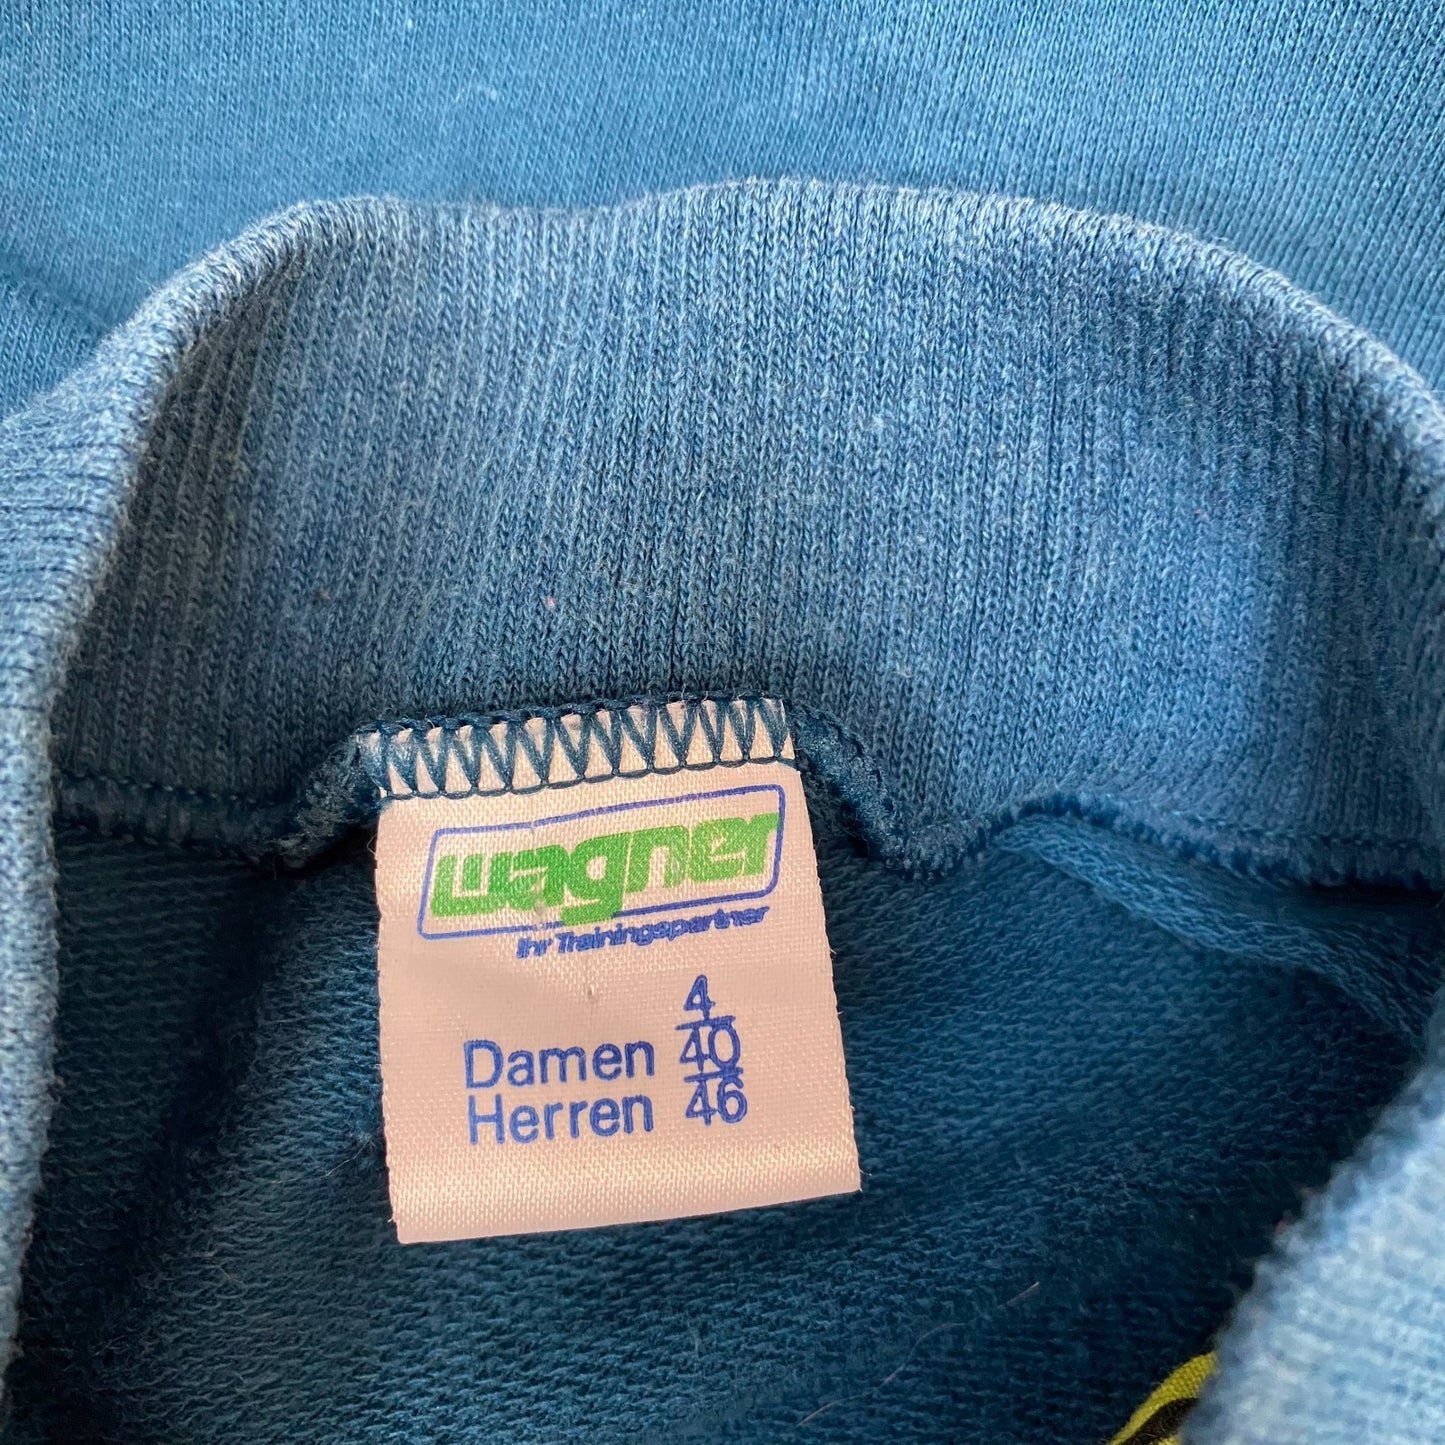 wagner
Ihr Trainingspartner
4
Damen 40
Herren 46